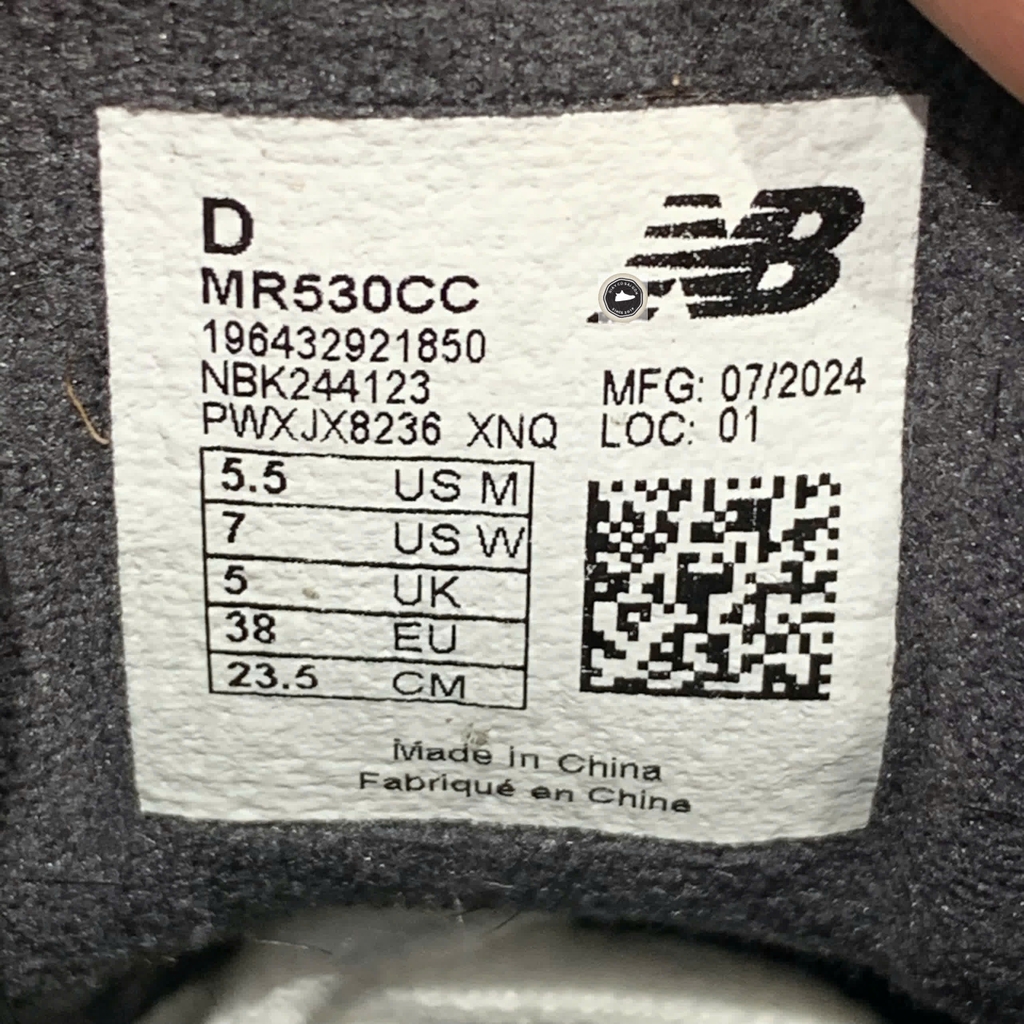 D
NB
MR530CC
196432921850
NBK244123
MFG: 07/2024
PWXJX8236 XNQ
LOC: 01
5.5 US M
7 US W
5 UK
38 EU
23.5 CM
Made in China
Fabriqué en Chine